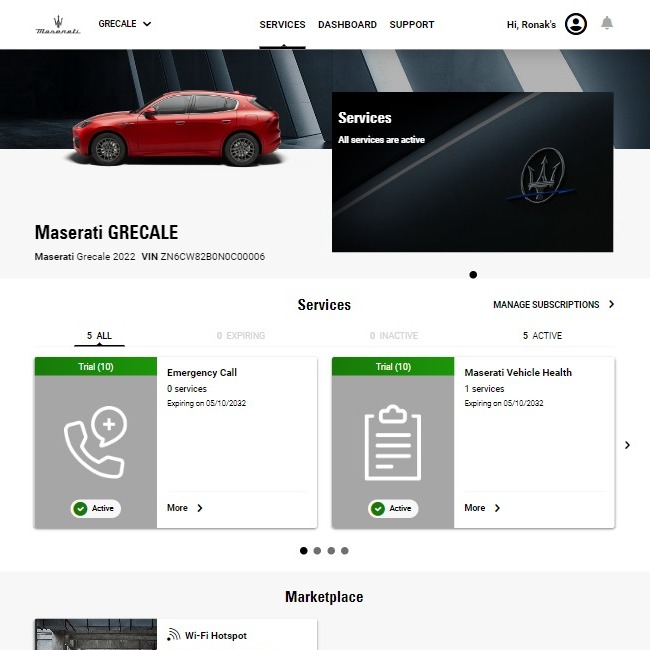 Maserati
GRECALE
SERVICES DASHBOARD SUPPORT
Hi, Ronak's
Services
All services are active
Maserati GRECALE
Maserati Grecale 2022 VIN ZN6CW82B0N0C00006
Services
MANAGE SUBSCRIPTIONS
5 ALL
0 EXPIRING
0 INACTIVE
5 ACTIVE
Trial (10)
Emergency Call
0 services
Expiring on 05/10/2032
Active
More
Trial (10)
Maserati Vehicle Health
1 services
Expiring on 05/10/2032
Active
More
Marketplace
Wi-Fi Hotspot